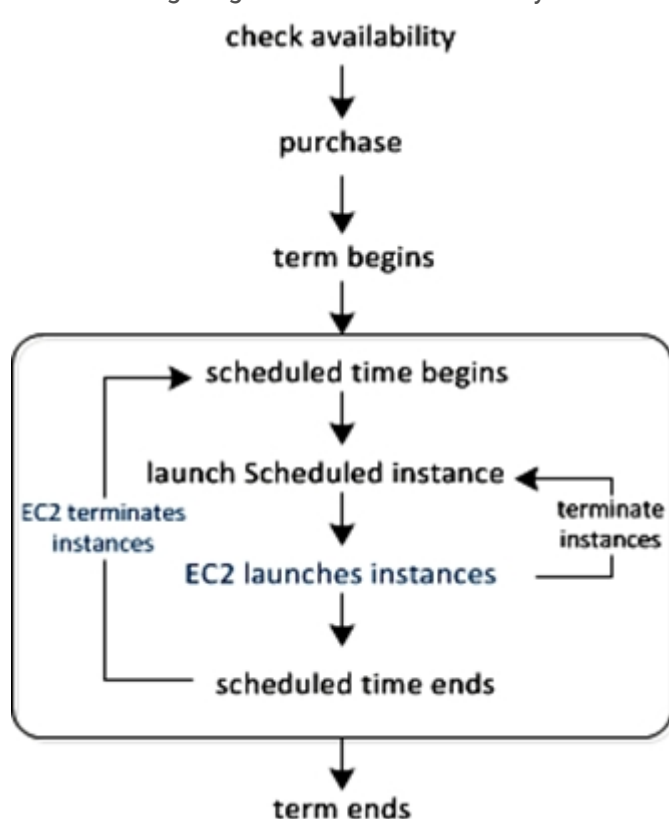 check availability
purchase
term begins
scheduled time begins
launch Scheduled instance
EC2 terminates
instances
terminate
instances
EC2 launches instances
scheduled time ends
term ends